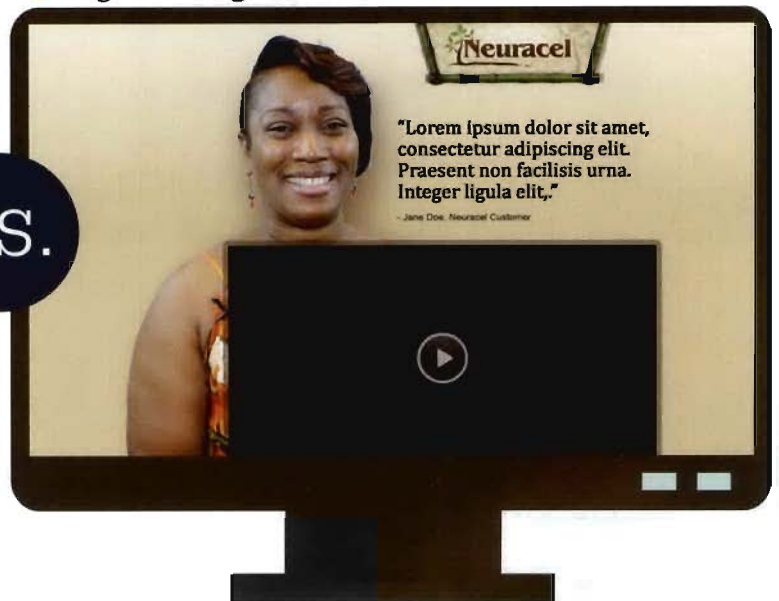 S.
Neuracel
"Lorem ipsum dolor sit amet,
consectetur adipiscing elit.
Praesent non facilisis urna.
Integer ligula elit,."
- Jane Doe, Neuracel Customer